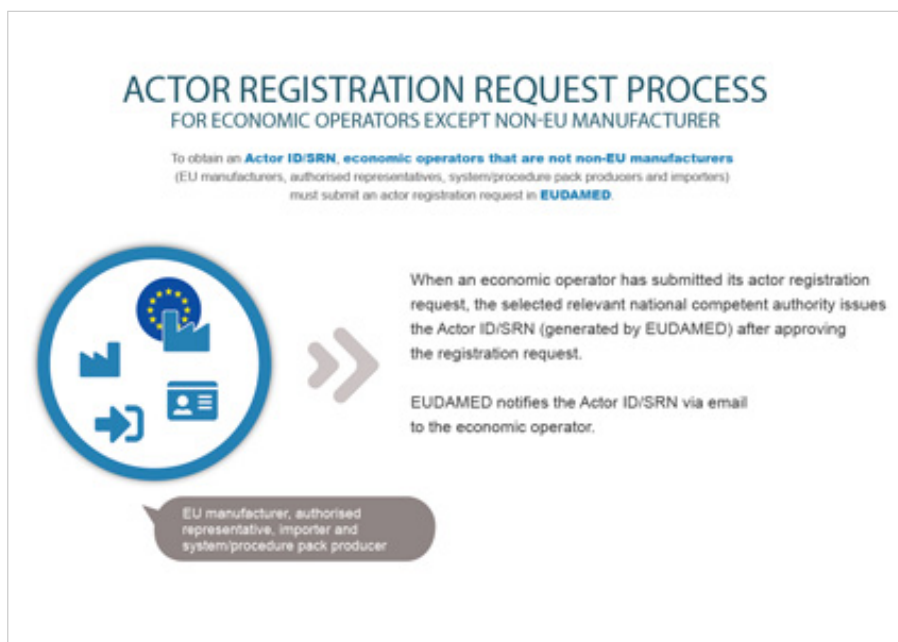 ACTOR REGISTRATION REQUEST PROCESS
FOR ECONOMIC OPERATORS EXCEPT NON-EU MANUFACTURER
To obtain an Actor ID/SRN, economic operators that are not non-EU manufacturers
(EU manufacturers, authorised representatives, system/procedure pack producers and importers)
must submit an actor registration request in EUDAMED.
When an economic operator has submitted its actor registration
request, the selected relevant national competent authority issues
the Actor ID/SRN (generated by EUDAMED) after approving
the registration request.
EUDAMED notifies the Actor ID/SRN via email
to the economic operator.
EU manufacturer, authorised
representative, importer and
system/procedure pack producer